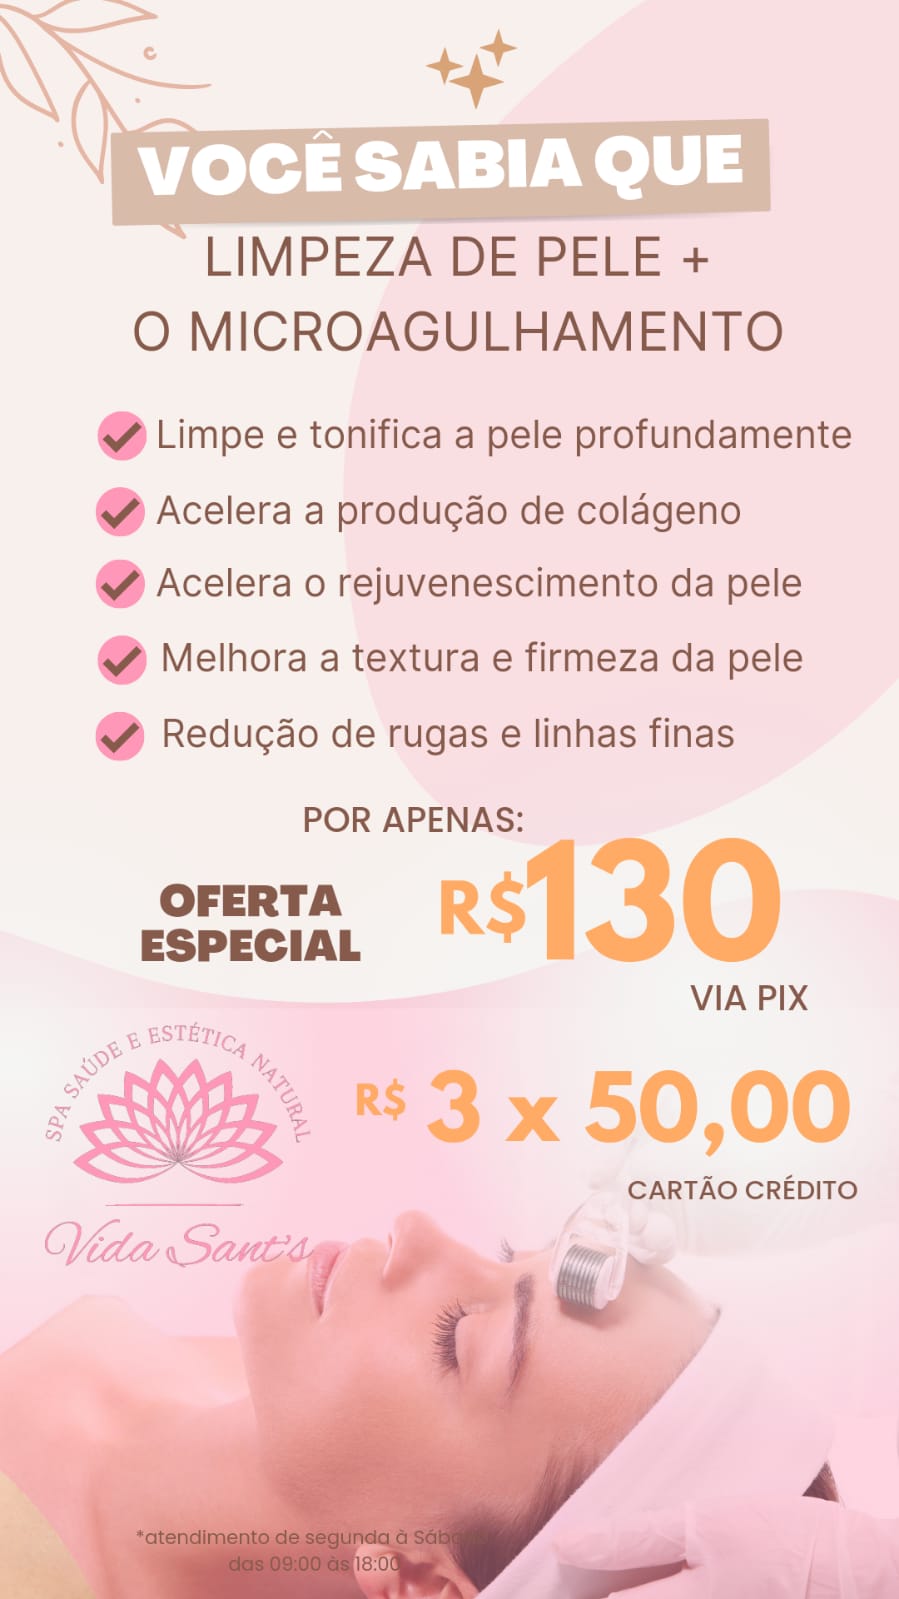 VOCÊ SABIA QUE
LIMPEZA DE PELE +
O MICROAGULHAMENTO
Limpe e tonifica a pele profundamente
Acelera a produção de colágeno
Acelera o rejuvenescimento da pele
Melhora a textura e firmeza da pele
Redução de rugas e linhas finas
POR APENAS:
OFERTA
ESPECIAL
R$130
VIA PIX
SPA SAÚDE E ESTÉTICA NATURAL
Vida Sant's
R$ 3 x 50,00
CARTÃO CRÉDITO
*atendimento de segunda à Sábado
das 09:00 às 18:00